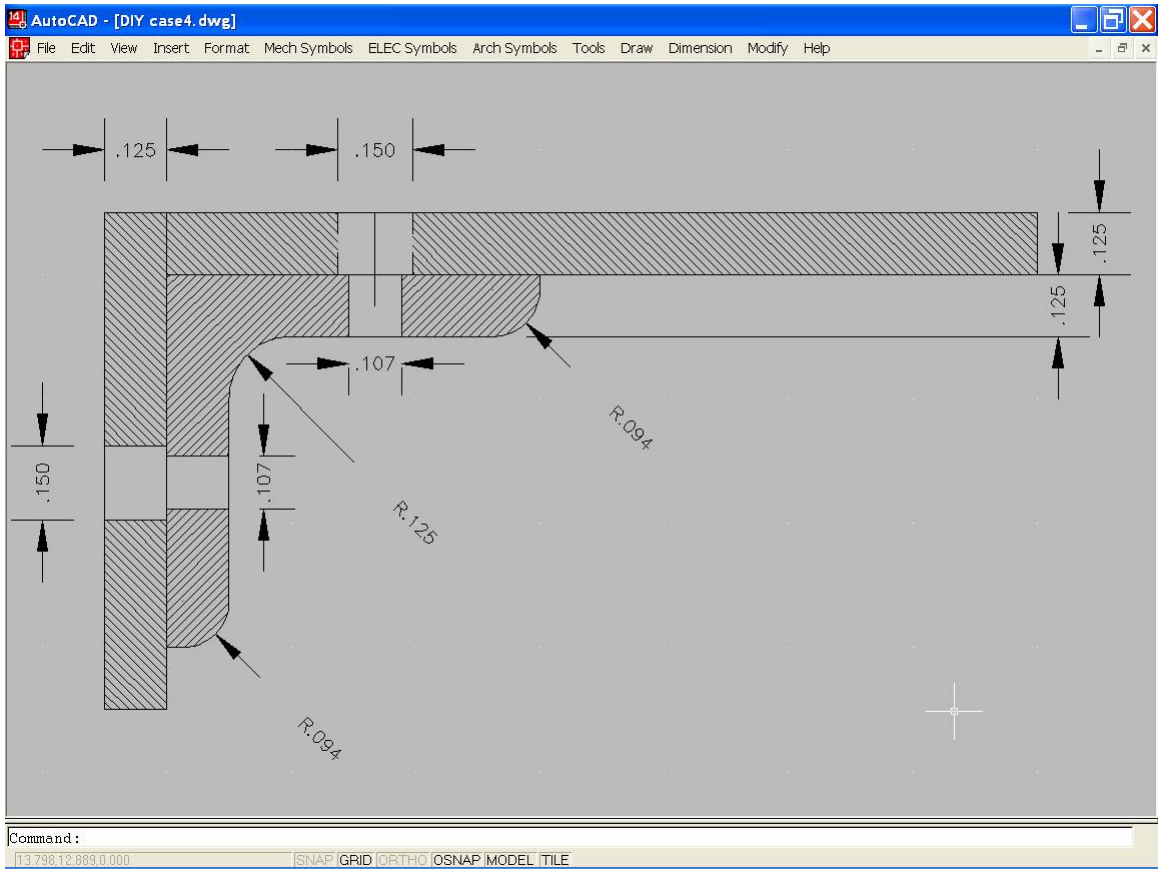 AutoCAD - [DIY case4.dwg]
File Edit View Insert Format Mech Symbols ELEC Symbols Arch Symbols Tools Draw Dimension Modify Help
.125
.150
.125
.125
.107
R.094
.150
.107
R.125
R.094
Command:
13.798,12.889,0.000 SNAP GRID ORTHO OSNAP MODEL TILE